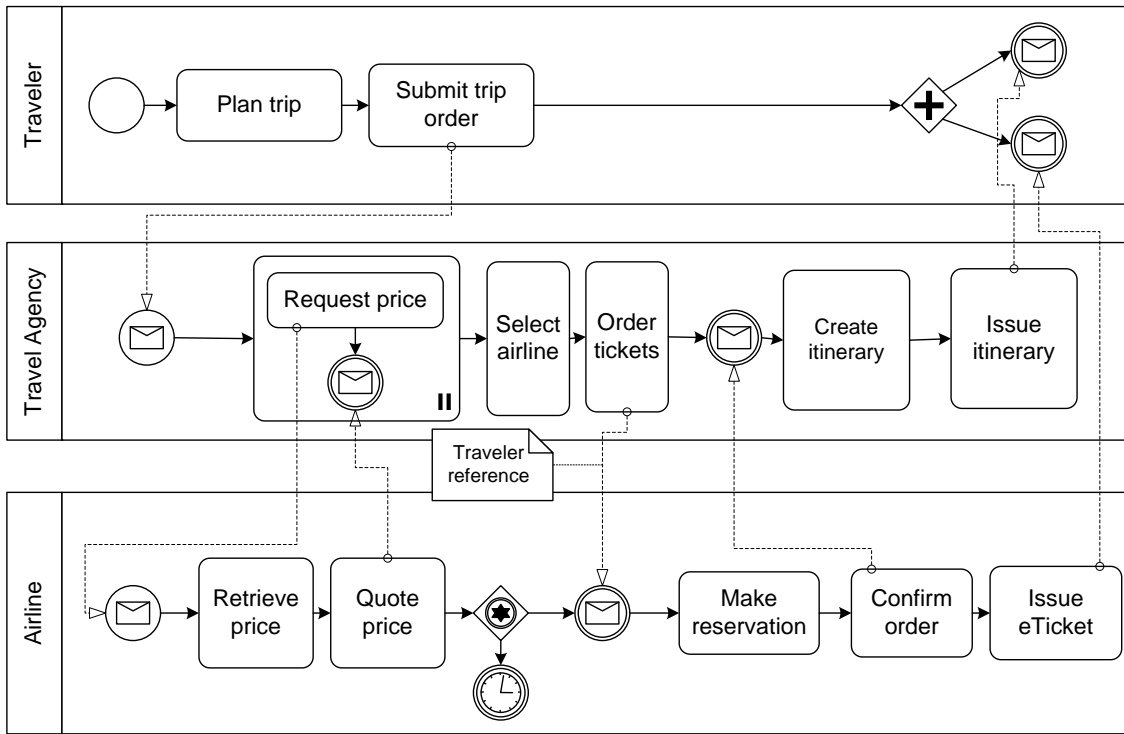 Traveler
Plan trip
Submit trip
order
Travel Agency
Request price
Select
airline
Order
tickets
Create
itinerary
Issue
itinerary
Traveler
reference
Airline
Retrieve
price
Quote
price
Make
reservation
Confirm
order
Issue
eTicket